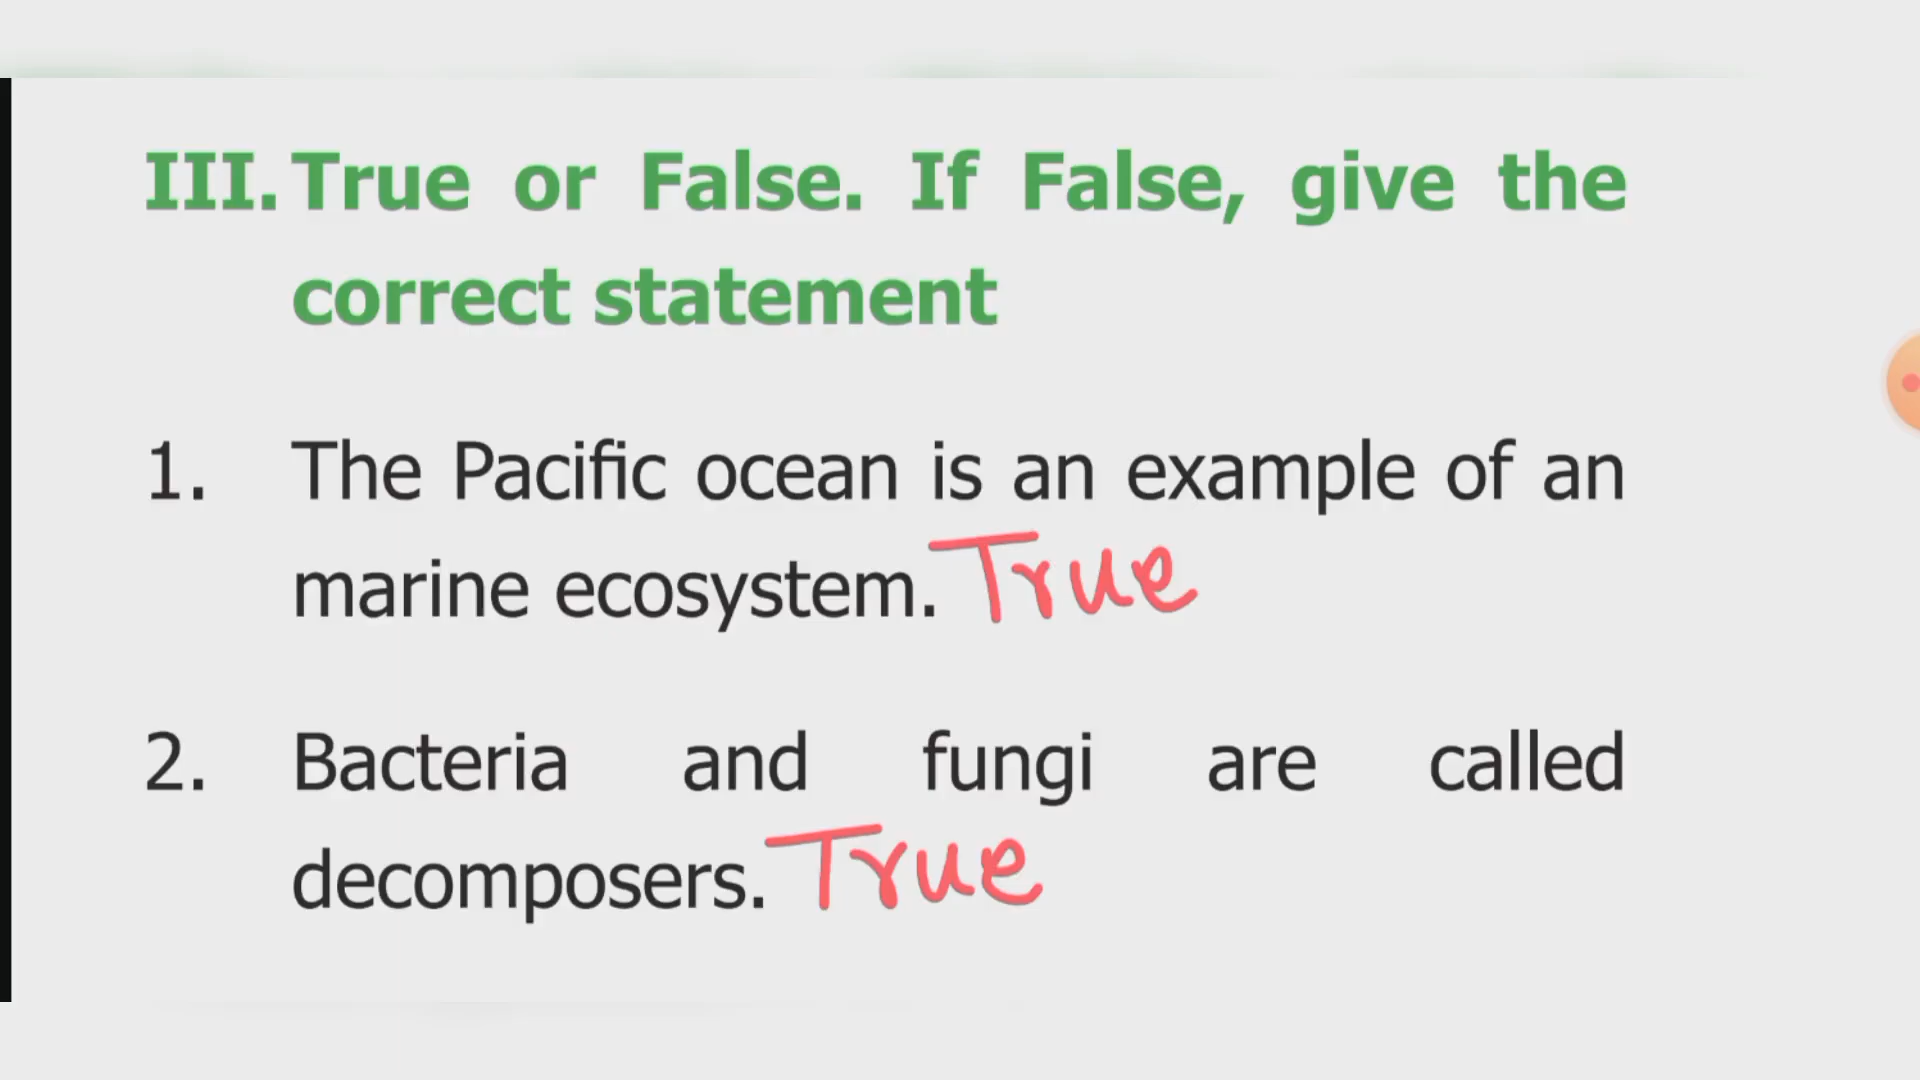 III. True or False. If False, give the
correct statement
1. The Pacific ocean is an example of an
marine ecosystem. True
2. Bacteria and fungi are called
decomposers. True